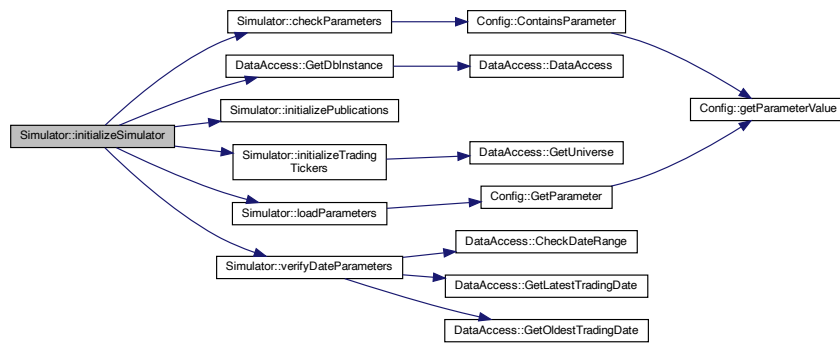 Simulator::initializeSimulator
Simulator::checkParameters
Config::ContainsParameter
DataAccess::GetDbInstance
DataAccess::DataAccess
Simulator::initializePublications
Config::getParameterValue
Simulator::initializeTrading
Tickers
DataAccess::GetUniverse
Simulator::loadParameters
Config::GetParameter
Simulator::verifyDateParameters
DataAccess::CheckDateRange
DataAccess::GetLatestTradingDate
DataAccess::GetOldestTradingDate